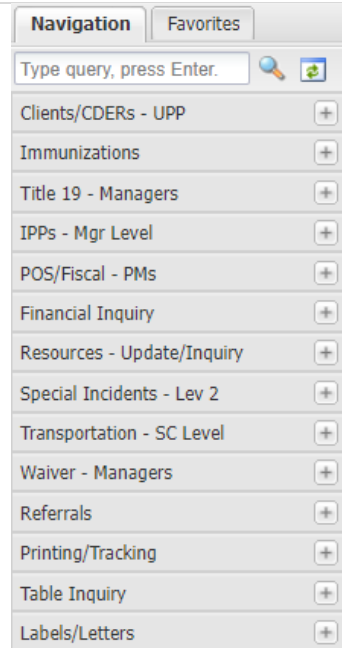 Navigation Favorites
Type query, press Enter.
Clients/CDERs - UPP
Immunizations
Title 19 - Managers
IPPs - Mgr Level
POS/Fiscal - PMs
Financial Inquiry
Resources - Update/Inquiry
Special Incidents - Lev 2
Transportation - SC Level
Waiver - Managers
Referrals
Printing/Tracking
Table Inquiry
Labels/Letters